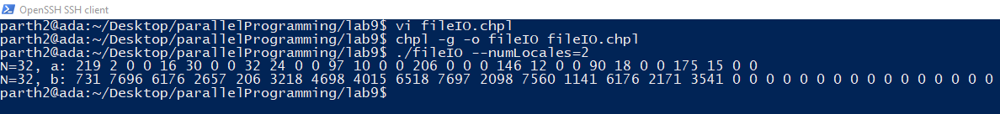 OpenSSH SSH client
parth2@ada:~/Desktop/parallelProgramming/lab9$ vi fileIO.chpl
parth2@ada:~/Desktop/parallelProgramming/lab9$ chpl -g -o fileIO fileIO.chpl
parth2@ada:~/Desktop/parallelProgramming/lab9$ ./fileIO --numLocales=2
N=32, a: 219 2 0 0 16 30 0 0 32 24 0 0 97 10 0 0 206 0 0 0 146 12 0 0 90 18 0 0 175 15 0 0
N=32, b: 731 7696 6176 2657 206 3218 4698 4015 6518 7697 2098 7560 1141 6176 2171 3541 0 0 0 0 0 0 0 0 0 0 0 0 0 0 0 0
parth2@ada:~/Desktop/parallelProgramming/lab9$